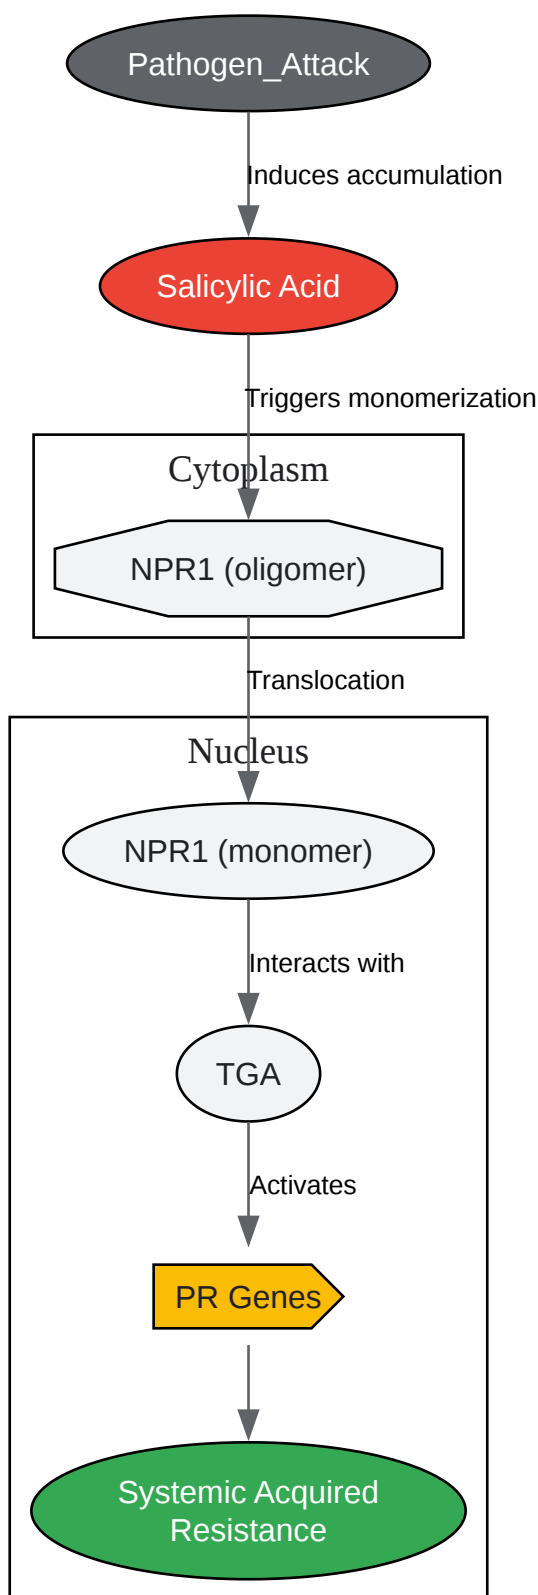 Pathogen_Attack
Induces accumulation
Salicylic Acid
Triggers monomerization
Cytoplasm
NPR1 (oligomer)
Translocation
Nucleus
NPR1 (monomer)
Interacts with
TGA
Activates
PR Genes
Systemic Acquired
Resistance